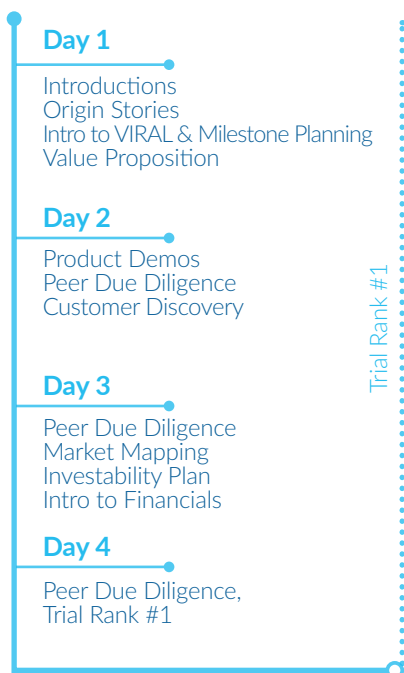 Day 1
Introductions
Origin Stories
Intro to VIRAL & Milestone Planning
Value Proposition
Day 2
Product Demos
Peer Due Diligence
Customer Discovery
Day 3
Peer Due Diligence
Market Mapping
Investability Plan
Intro to Financials
Day 4
Peer Due Diligence,
Trial Rank #1
Trial Rank #1